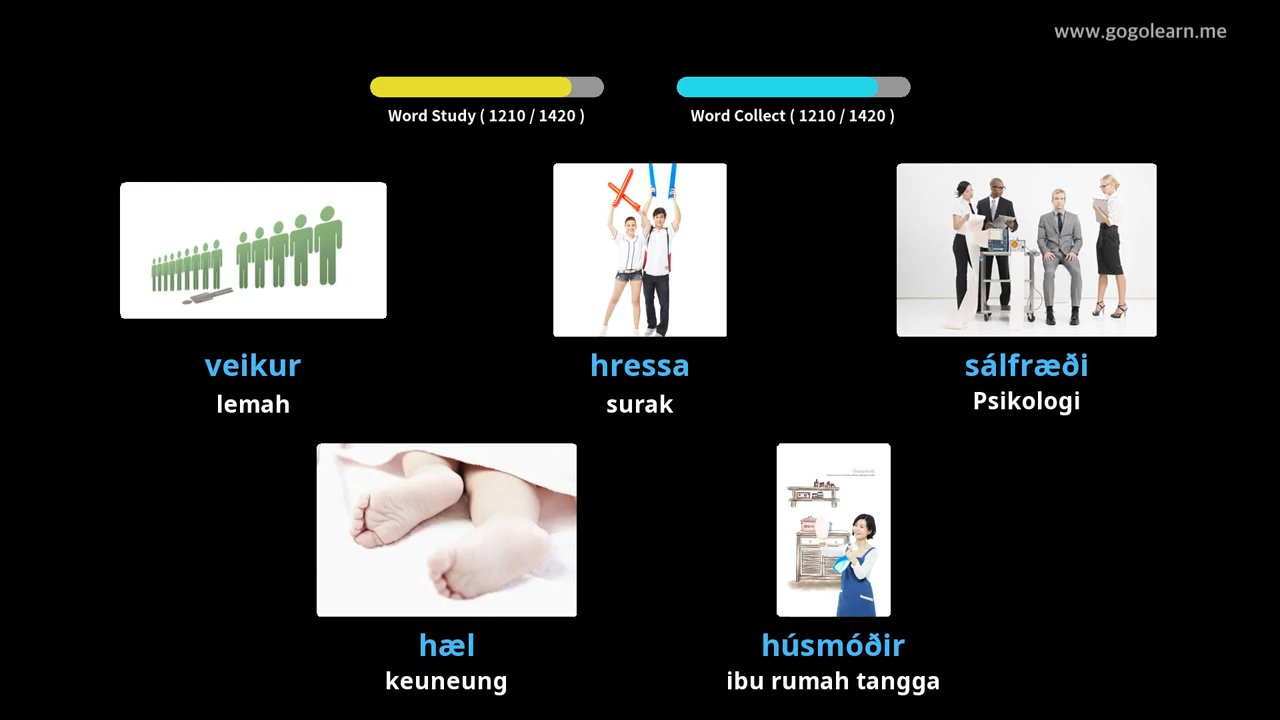 www.gogolearn.me
Word Study ( 1210 / 1420 )
Word Collect ( 1210 / 1420 )
veikur
lemah
hressa
surak
sálfræði
Psikologi
hæl
keuneung
húsmóðir
ibu rumah tangga